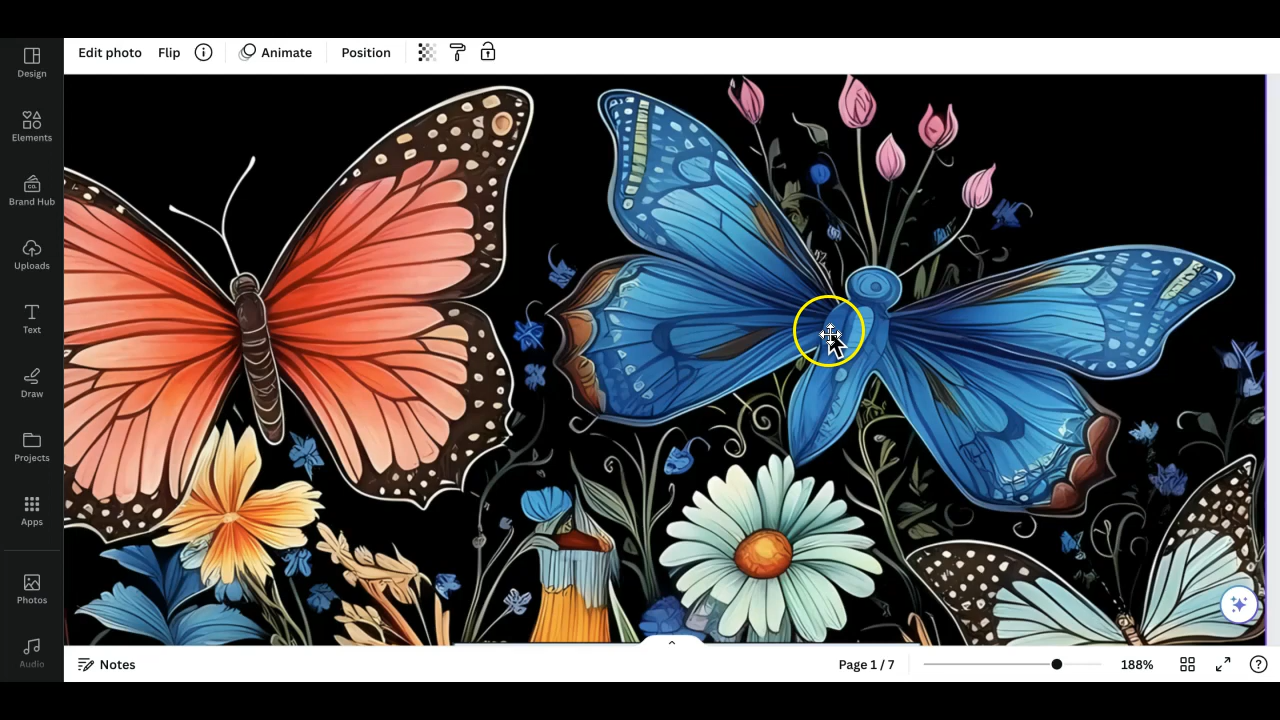 Edit photo Flip Animate Position
Design
Elements
CO.
Brand Hub
Uploads
Text
Draw
Projects
Apps
Photos
Audio
Notes Page 1 / 7 188%